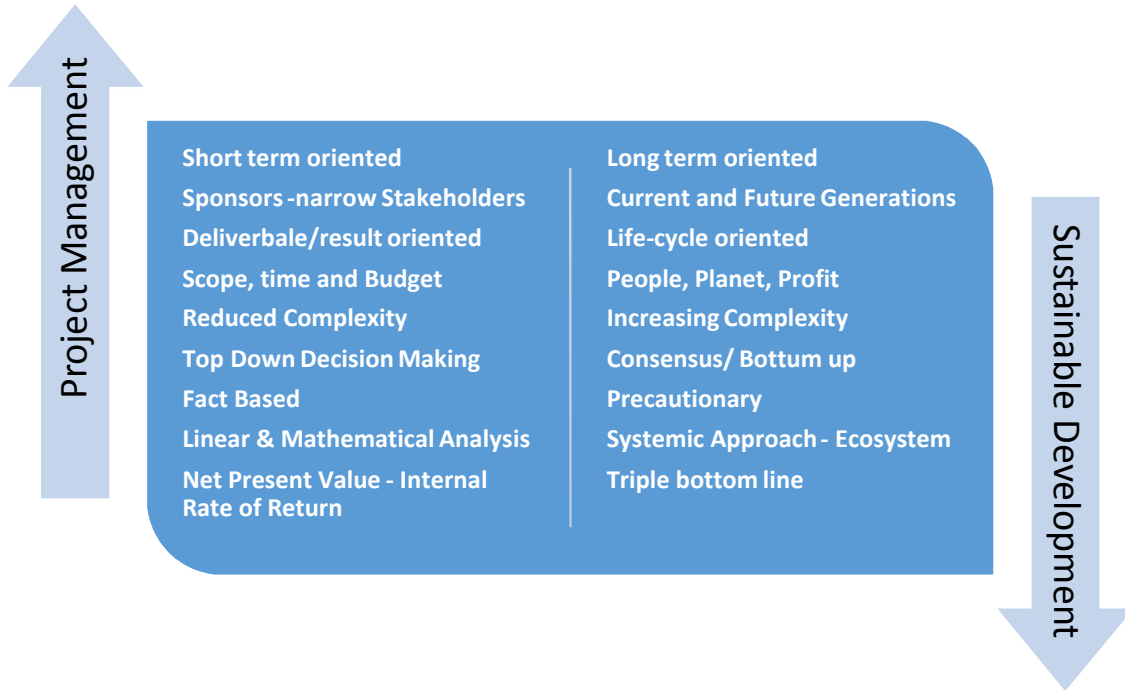 Project Management
Short term oriented
Sponsors -narrow Stakeholders
Deliverbale/result oriented
Scope, time and Budget
Reduced Complexity
Top Down Decision Making
Fact Based
Linear & Mathematical Analysis
Net Present Value - Internal
Rate of Return
Long term oriented
Current and Future Generations
Life-cycle oriented
People, Planet, Profit
Increasing Complexity
Consensus/ Bottum up
Precautionary
Systemic Approach - Ecosystem
Triple bottom line
Sustainable Development